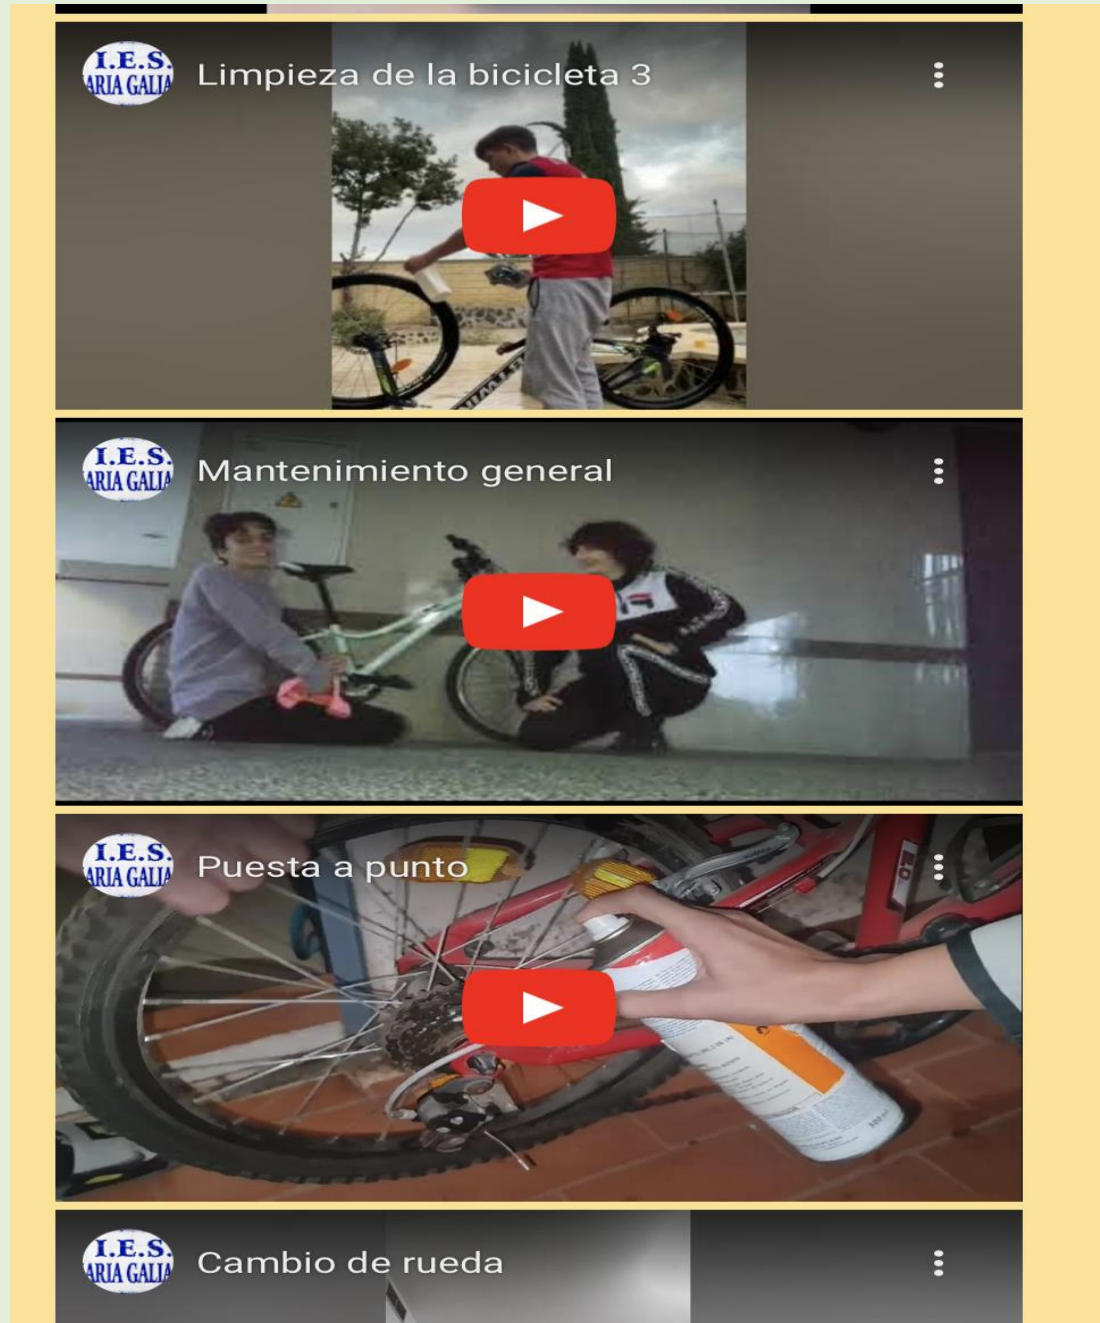 I.E.S.
ARIA GALIA
Limpieza de la bicicleta 3
I.E.S.
ARIA GALIA
Mantenimiento general
I.E.S.
ARIA GALIA
Puesta a punto
I.E.S.
ARIA GALIA
Cambio de rueda